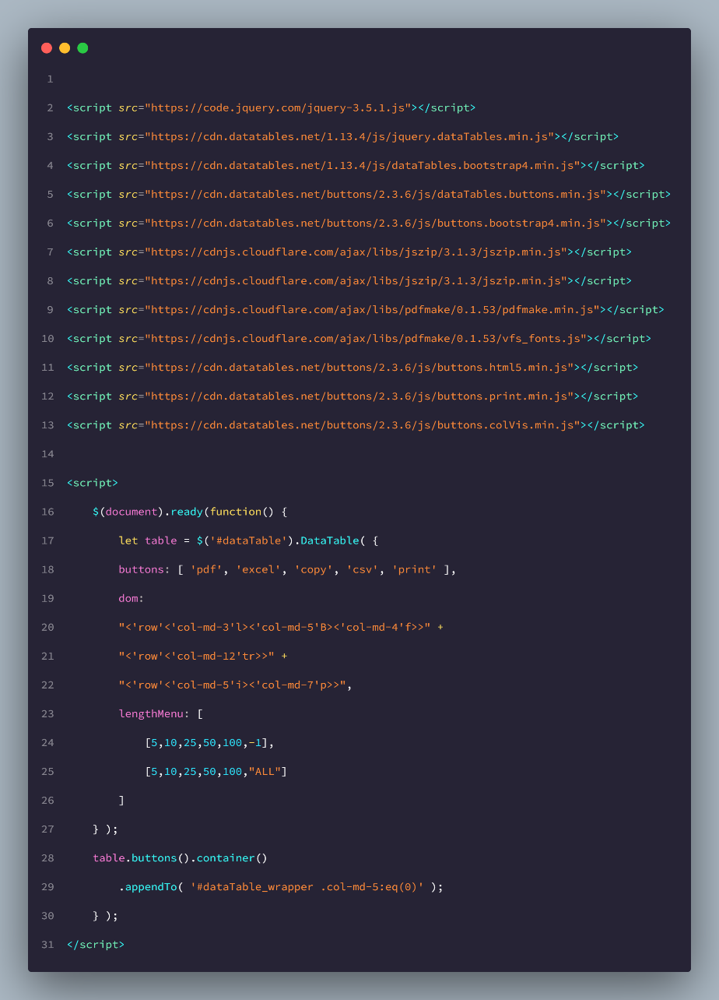 1
2 <script src="https://code.jquery.com/jquery-3.5.1.js"></script>
3 <script src="https://cdn.datatables.net/1.13.4/js/jquery.dataTables.min.js"></script>
4 <script src="https://cdn.datatables.net/1.13.4/js/dataTables.bootstrap4.min.js"></script>
5 <script src="https://cdn.datatables.net/buttons/2.3.6/js/dataTables.buttons.min.js"></script>
6 <script src="https://cdn.datatables.net/buttons/2.3.6/js/buttons.bootstrap4.min.js"></script>
7 <script src="https://cdnjs.cloudflare.com/ajax/libs/jszip/3.1.3/jszip.min.js"></script>
8 <script src="https://cdnjs.cloudflare.com/ajax/libs/jszip/3.1.3/jszip.min.js"></script>
9 <script src="https://cdnjs.cloudflare.com/ajax/libs/pdfmake/0.1.53/pdfmake.min.js"></script>
10 <script src="https://cdnjs.cloudflare.com/ajax/libs/pdfmake/0.1.53/vfs_fonts.js"></script>
11 <script src="https://cdn.datatables.net/buttons/2.3.6/js/buttons.html5.min.js"></script>
12 <script src="https://cdn.datatables.net/buttons/2.3.6/js/buttons.print.min.js"></script>
13 <script src="https://cdn.datatables.net/buttons/2.3.6/js/buttons.colVis.min.js"></script>
14
15 <script>
16     $(document).ready(function() {
17         let table = $('#dataTable').DataTable( {
18         buttons: [ 'pdf', 'excel', 'copy', 'csv', 'print' ],
19         dom:
20         "<'row'<'col-md-3'l><'col-md-5'B><'col-md-4'f>>" +
21         "<'row'<'col-md-12'tr>>" +
22         "<'row'<'col-md-5'i><'col-md-7'p>>",
23         lengthMenu: [
24             [5,10,25,50,100,-1],
25             [5,10,25,50,100,"ALL"]
26         ]
27     } );
28     table.buttons().container()
29         .appendTo( '#dataTable_wrapper .col-md-5:eq(0)' );
30     } );
31 </script>